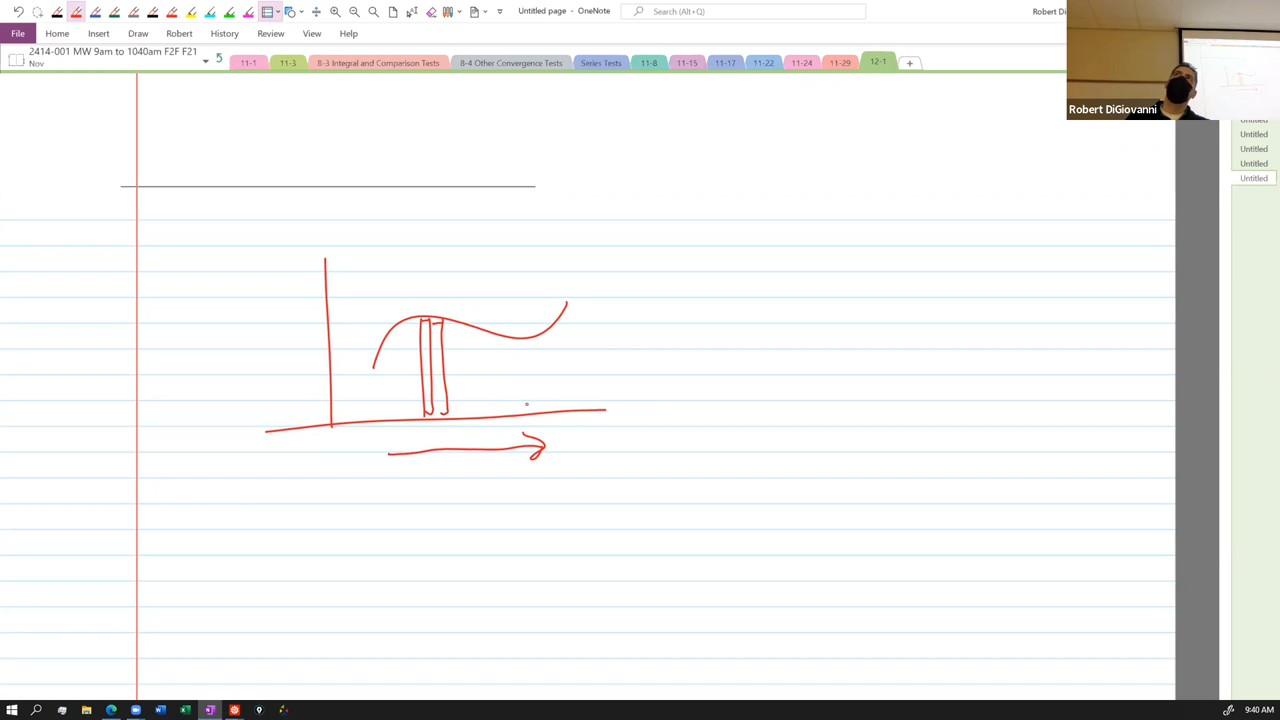 Untitled page - OneNote
Search (Alt+Q)
Robert Di
File Home Insert Draw Robert History Review View Help
2414-001 MW 9am to 1040am F2F F21
Nov
5
11-1 11-3 8-3 Integral and Comparison Tests 8-4 Other Convergence Tests Series Tests 11-8 11-15 11-17 11-22 11-24 11-29 12-1 +
Robert DiGiovanni
Untitled
Untitled
Untitled
Untitled
Untitled
9:40 AM